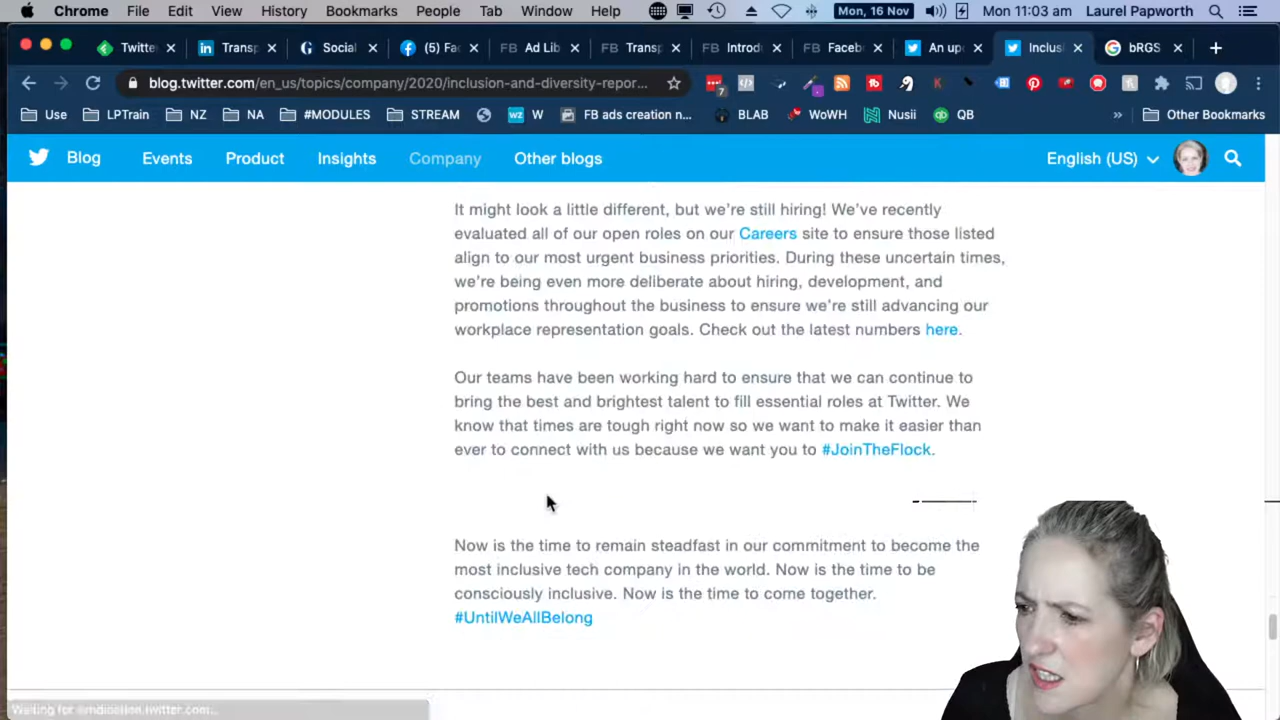 Chrome File Edit View History Bookmarks People Tab Window Help Mon, 16 Nov Mon 11:03 am Laurel Papworth
Twitte Transp Social (5) Fac FB Ad Lib FB Transp FB Introd FB Faceb An up Inclus bRGS
blog.twitter.com/en_us/topics/company/2020/inclusion-and-diversity-repor... 7
Use LPTrain NZ NA #MODULES STREAM W FB ads creation n... BLAB WoWH Nusii QB » Other Bookmarks
Blog Events Product Insights Company Other blogs English (US)
It might look a little different, but we're still hiring! We've recently
evaluated all of our open roles on our Careers site to ensure those listed
align to our most urgent business priorities. During these uncertain times,
we're being even more deliberate about hiring, development, and
promotions throughout the business to ensure we're still advancing our
workplace representation goals. Check out the latest numbers here.
Our teams have been working hard to ensure that we can continue to
bring the best and brightest talent to fill essential roles at Twitter. We
know that times are tough right now so we want to make it easier than
ever to connect with us because we want you to #JoinTheFlock.
Now is the time to remain steadfast in our commitment to become the
most inclusive tech company in the world. Now is the time to be
consciously inclusive. Now is the time to come together.
#UntilWeAllBelong
Waiting for